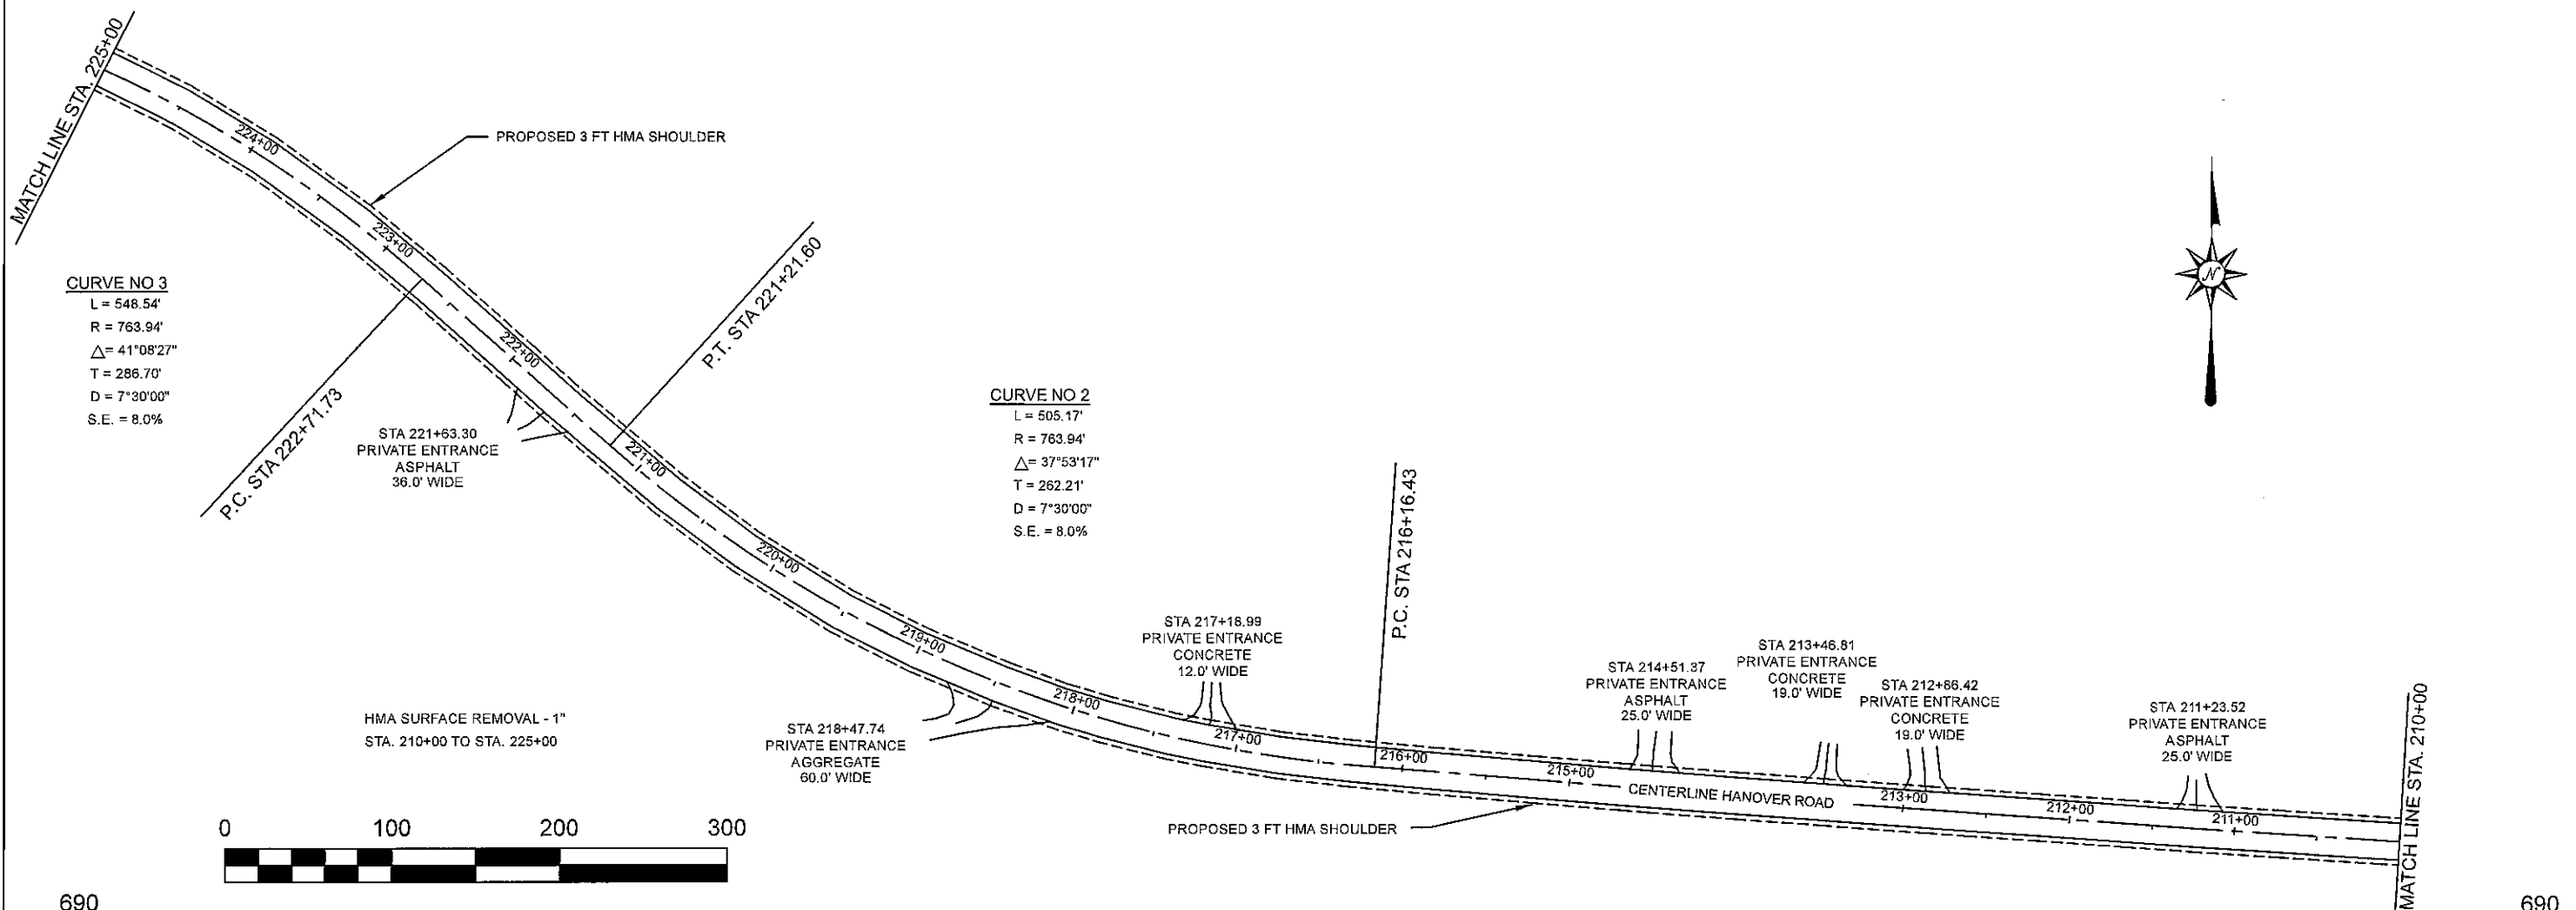 MATCH LINE STA. 225+00
224+00
PROPOSED 3 FT HMA SHOULDER
223+00
CURVE NO 3
L = 548.54'
R = 763.94'
△= 41°08'27"
T = 286.70'
D = 7°30'00"
S.E. = 8.0%
P.C. STA 222+71.73
222+00
P.T. STA 221+21.60
STA 221+63.30
PRIVATE ENTRANCE
ASPHALT
36.0' WIDE
221+00
CURVE NO 2
L = 505.17'
R = 763.94'
△= 37°53'17"
T = 262.21'
D = 7°30'00"
S.E. = 8.0%
N
220+00
219+00
218+00
STA 217+18.99
PRIVATE ENTRANCE
CONCRETE
12.0' WIDE
217+00
P.C. STA 216+16.43
216+00
HMA SURFACE REMOVAL - 1"
STA. 210+00 TO STA. 225+00
STA 218+47.74
PRIVATE ENTRANCE
AGGREGATE
60.0' WIDE
STA 214+51.37
PRIVATE ENTRANCE
ASPHALT
25.0' WIDE
STA 213+46.81
PRIVATE ENTRANCE
CONCRETE
19.0' WIDE
STA 212+86.42
PRIVATE ENTRANCE
CONCRETE
19.0' WIDE
STA 211+23.52
PRIVATE ENTRANCE
ASPHALT
25.0' WIDE
215+00
CENTERLINE HANOVER ROAD
213+00
212+00
211+00
MATCH LINE STA. 210+00
PROPOSED 3 FT HMA SHOULDER
0 100 200 300
690
690